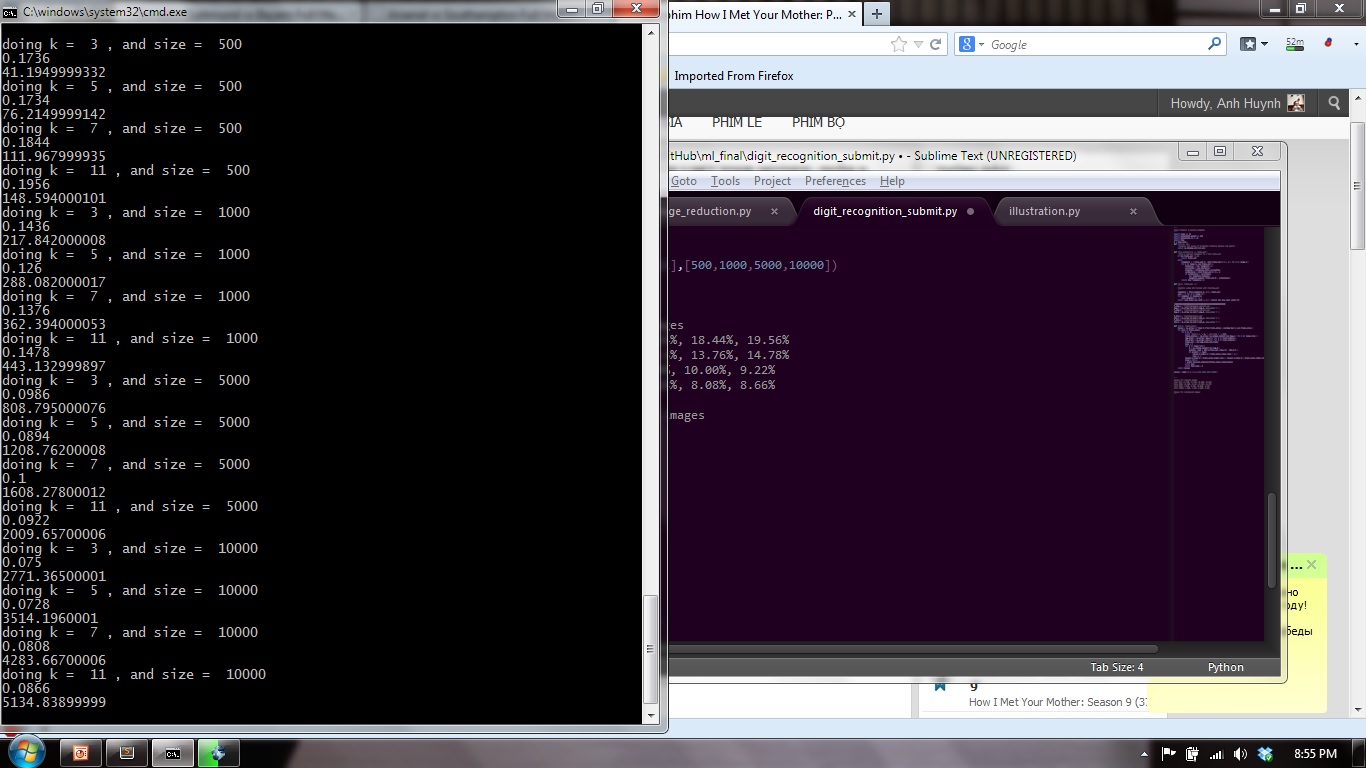 C:\windows\system32\cmd.exe
doing k =  3 , and size =  500
0.1736
41.1949999332
doing k =  5 , and size =  500
0.1734
76.2149999142
doing k =  7 , and size =  500
0.1844
111.967999935
doing k =  11 , and size =  500
0.1956
148.594000101
doing k =  3 , and size =  1000
0.1436
217.842000008
doing k =  5 , and size =  1000
0.126
288.082000017
doing k =  7 , and size =  1000
0.1376
362.394000053
doing k =  11 , and size =  1000
0.1478
443.132999897
doing k =  3 , and size =  5000
0.0986
808.795000076
doing k =  5 , and size =  5000
0.0894
1208.76200008
doing k =  7 , and size =  5000
0.1
1608.27800012
doing k =  11 , and size =  5000
0.0922
2009.65700006
doing k =  3 , and size =  10000
0.075
2771.36500001
doing k =  5 , and size =  10000
0.0728
3514.1960001
doing k =  7 , and size =  10000
0.0808
4283.66700006
doing k =  11 , and size =  10000
0.0866
5134.83899999
phim How I Met Your Mother: P...
Google
52m
Imported From Firefox
Howdy, Anh Huynh
PHIM LẺ PHIM BỘ
tHub\ml_final\digit_recognition_submit.py • - Sublime Text (UNREGISTERED)
Goto Tools Project Preferences Help
ge_reduction.py digit_recognition_submit.py illustration.py
],[500,1000,5000,10000])
%, 18.44%, 19.56%
%, 13.76%, 14.78%
%, 10.00%, 9.22%
%, 8.08%, 8.66%
Tab Size: 4 Python
9
How I Met Your Mother: Season 9 (3
8:55 PM